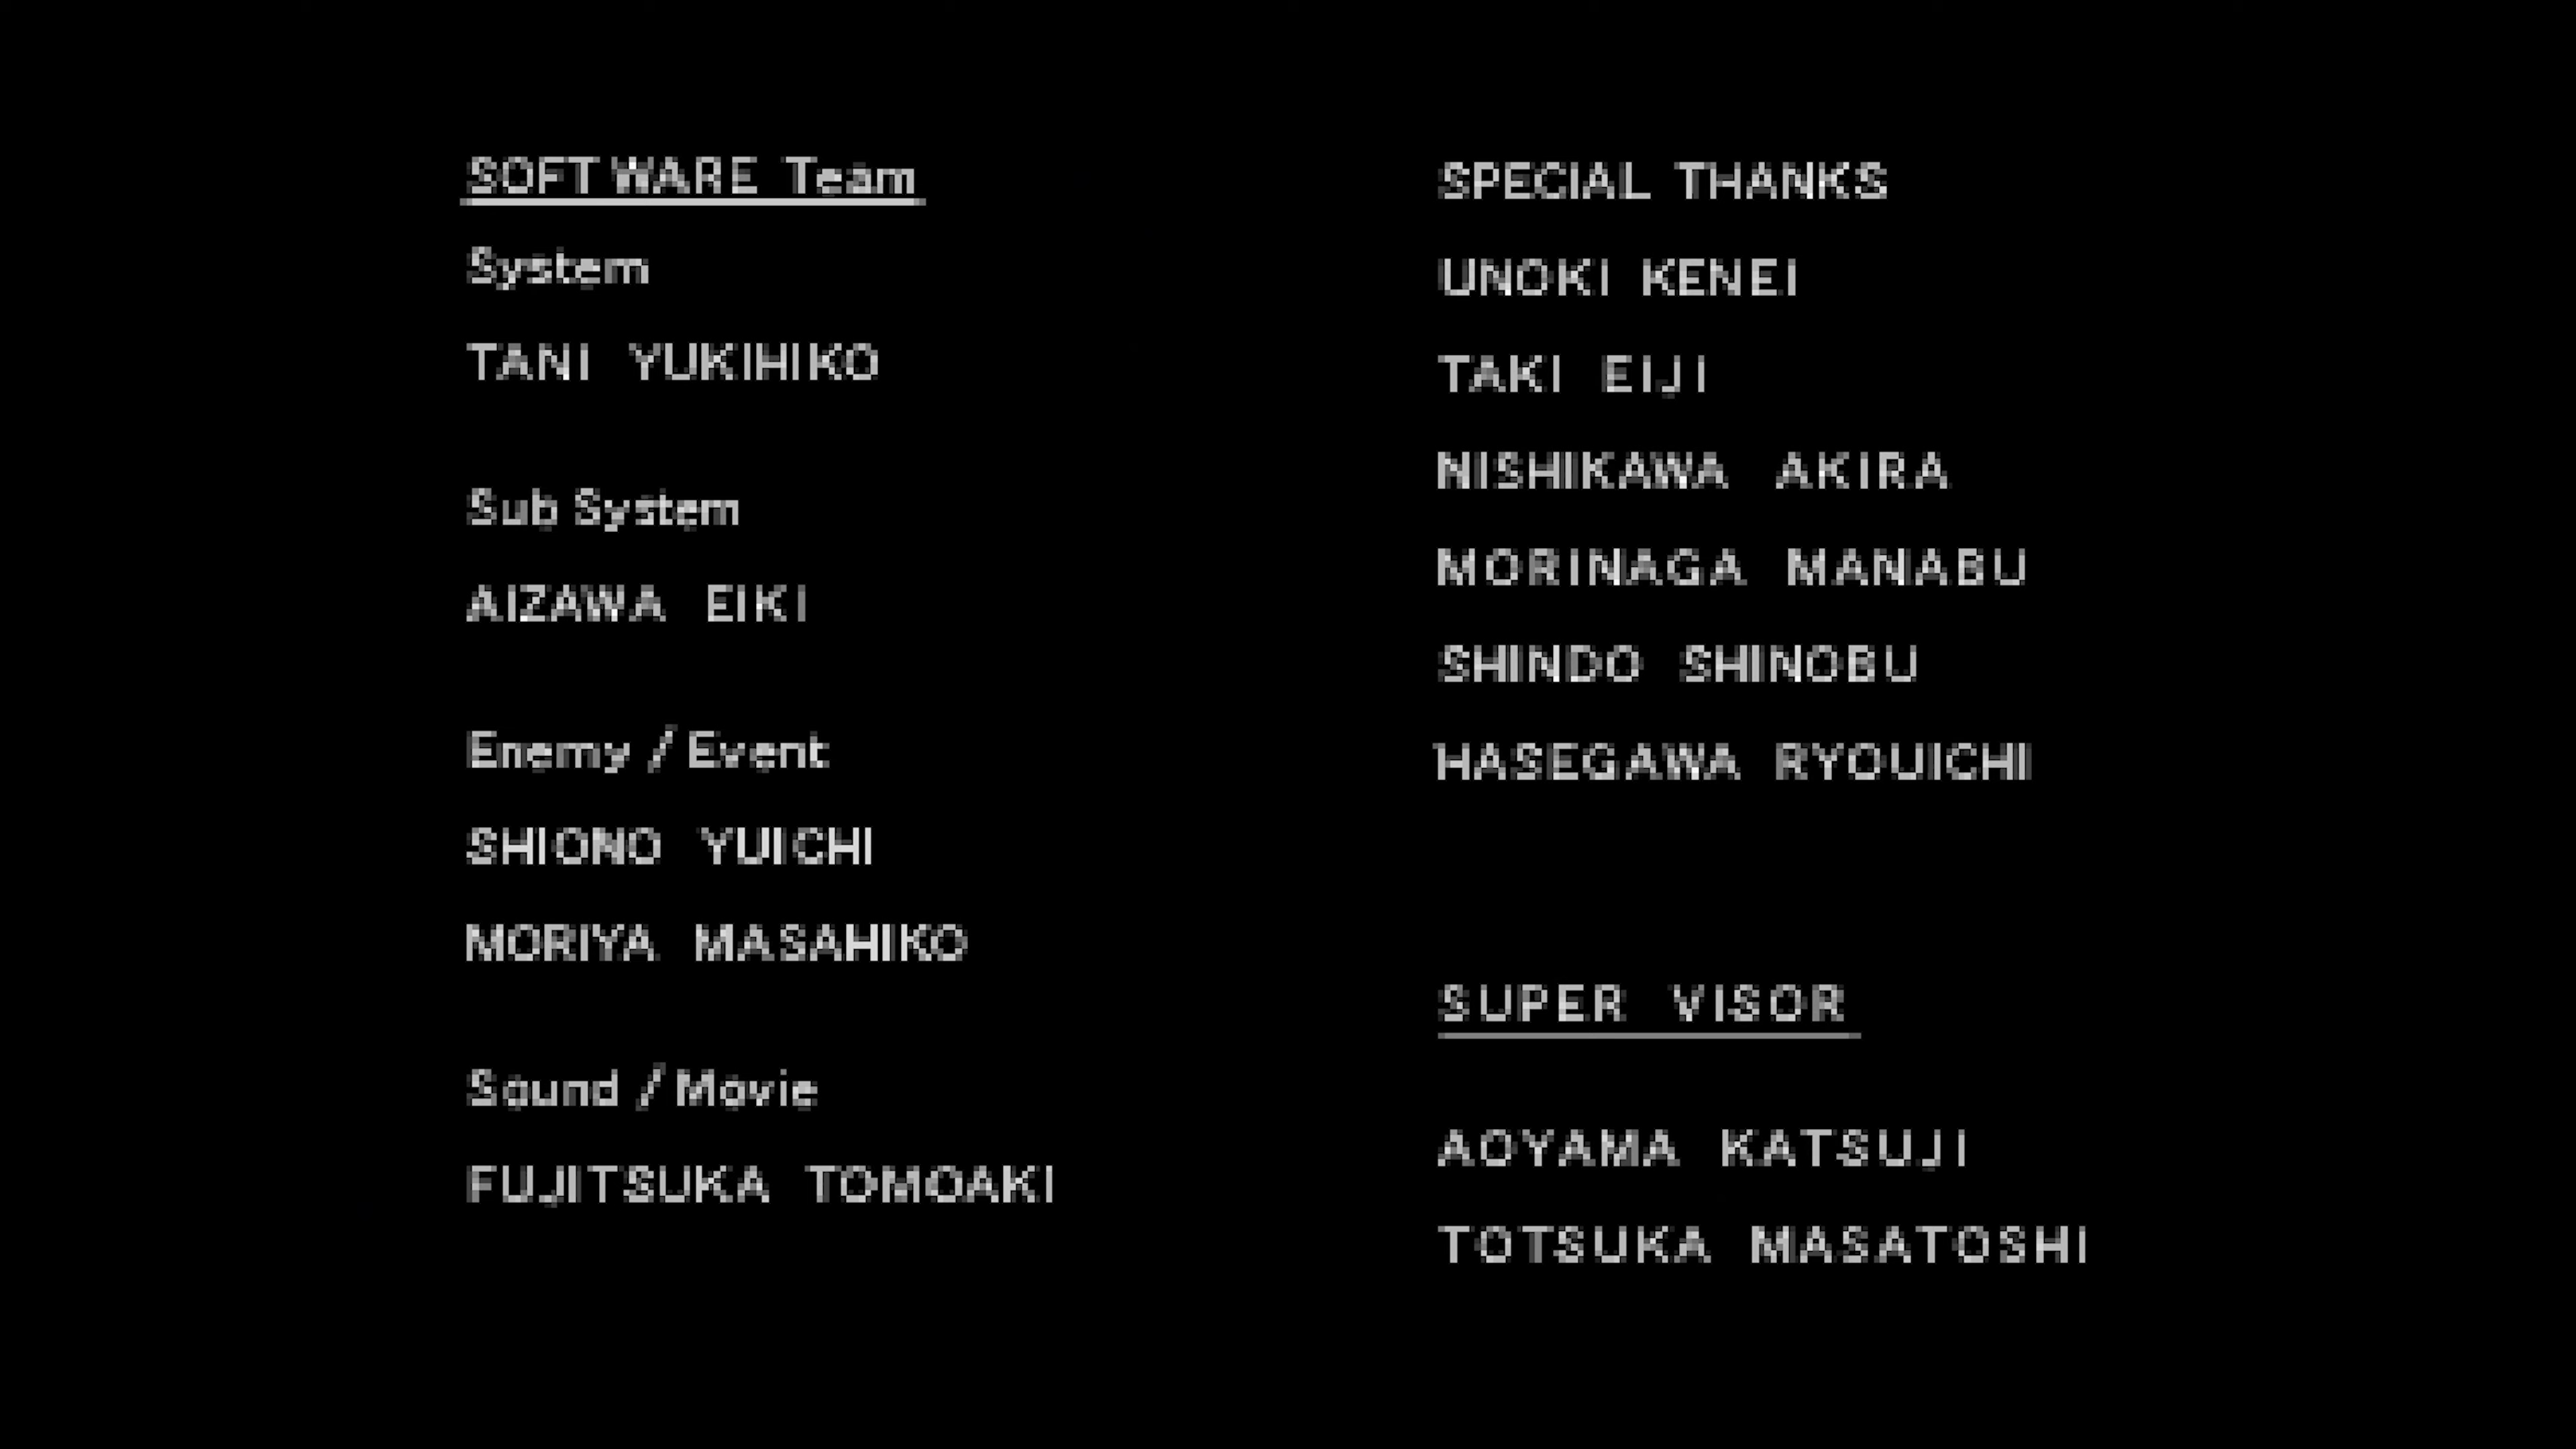 SOFTWARE Team
System
TANI YUKIHIKO
Sub System
AIZAWA EIKI
Enemy / Event
SHIONO YUICHI
MORIYA MASAHIKO
Sound / Movie
FUJITSUKA TOMOAKI
SPECIAL THANKS
UNOKI KENEI
TAKI EIJI
NISHIKAWA AKIRA
MORINAGA MANABU
SHINDO SHINOBU
HASEGAWA RYOUICHI
SUPER VISOR
AOYAMA KATSUJI
TOTSUKA MASATOSHI